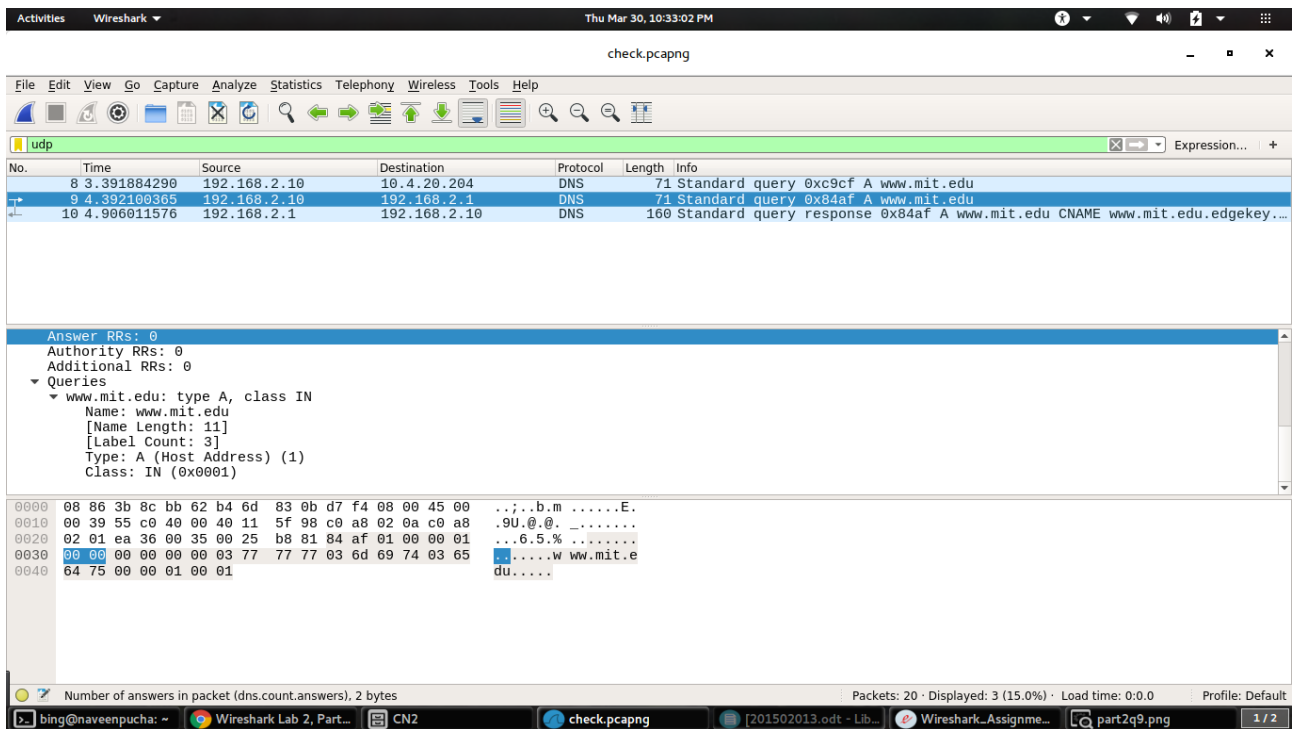 Activities Wireshark Thu Mar 30, 10:33:02 PM
check.pcapng
File Edit View Go Capture Analyze Statistics Telephony Wireless Tools Help
udp Expression... +
No. Time Source Destination Protocol Length Info
8 3.391884290 192.168.2.10 10.4.20.204 DNS 71 Standard query 0xc9cf A www.mit.edu
9 4.392100365 192.168.2.10 192.168.2.1 DNS 71 Standard query 0x84af A www.mit.edu
10 4.906011576 192.168.2.1 192.168.2.10 DNS 160 Standard query response 0x84af A www.mit.edu CNAME www.mit.edu.edgekey.…
Answer RRs: 0
Authority RRs: 0
Additional RRs: 0
Queries
www.mit.edu: type A, class IN
Name: www.mit.edu
[Name Length: 11]
[Label Count: 3]
Type: A (Host Address) (1)
Class: IN (0x0001)
0000 08 86 3b 8c bb 62 b4 6d 83 0b d7 f4 08 00 45 00 ..;..b.m ......E.
0010 00 39 55 c0 40 00 40 11 5f 98 c0 a8 02 0a c0 a8 .9U.@.@. _.......
0020 02 01 ea 36 00 35 00 25 b8 81 84 af 01 00 00 01 ...6.5.% ........
0030 00 00 00 00 00 00 03 77 77 77 03 6d 69 74 03 65 .......w ww.mit.e
0040 64 75 00 00 01 00 01 du.....
Number of answers in packet (dns.count.answers), 2 bytes Packets: 20 · Displayed: 3 (15.0%) · Load time: 0:0.0 Profile: Default
bing@naveenpucha: ~ Wireshark Lab 2, Part... CN2 check.pcapng [201502013.odt - Lib... Wireshark_Assignme... part2q9.png 1 / 2